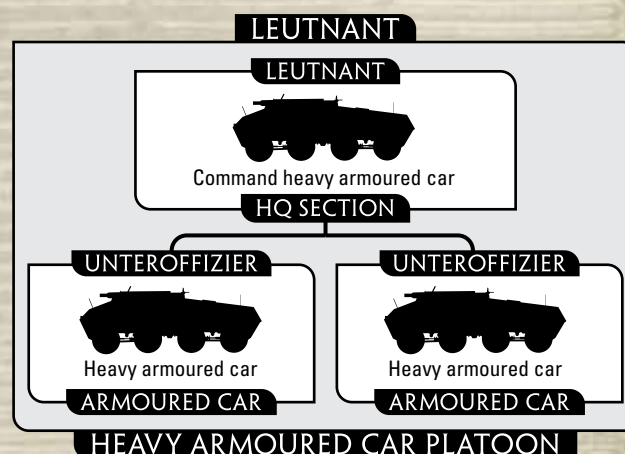 LEUTNANT
LEUTNANT
Command heavy armoured car
HQ SECTION
UNTEROFFIZIER
Heavy armoured car
ARMOURED CAR
UNTEROFFIZIER
Heavy armoured car
ARMOURED CAR
HEAVY ARMOURED CAR PLATOON